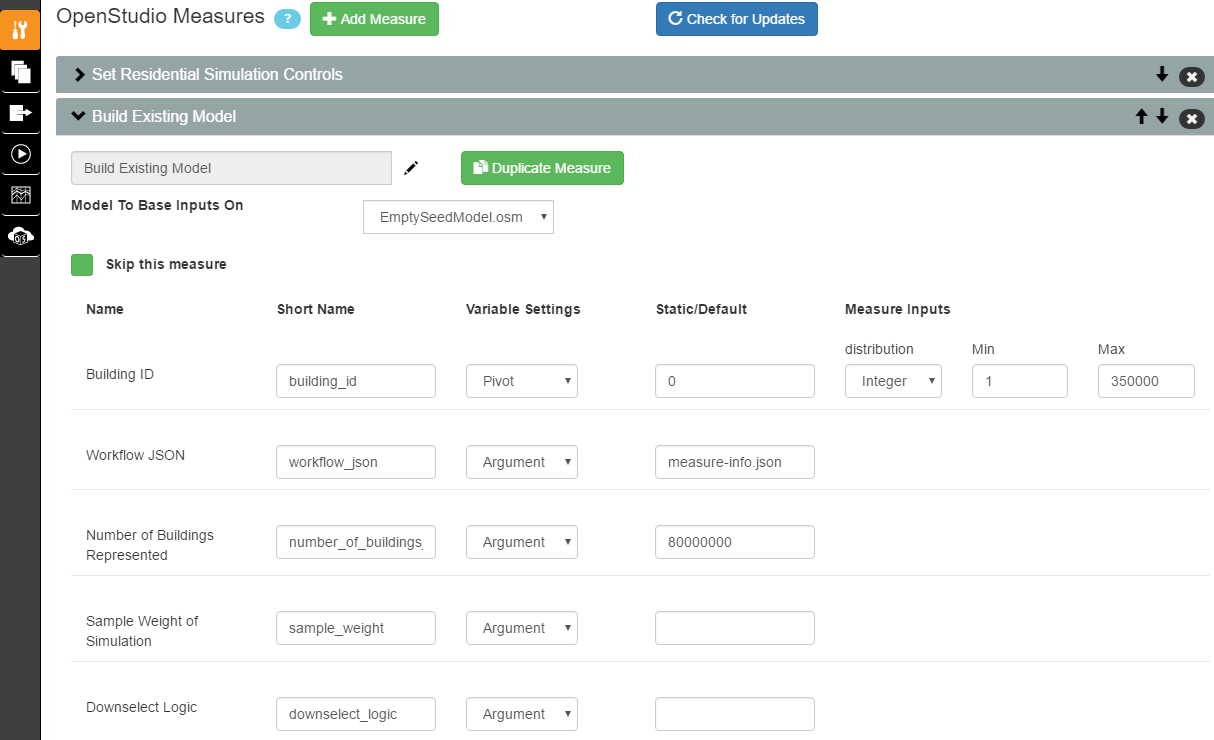 OpenStudio Measures ? Add Measure Check for Updates
Set Residential Simulation Controls
Build Existing Model
Build Existing Model Duplicate Measure
Model To Base Inputs On
EmptySeedModel.osm
Skip this measure
Name Short Name Variable Settings Static/Default Measure Inputs
distribution Min Max
Building ID building_id Pivot 0 Integer 1 350000
Workflow JSON workflow_json Argument measure-info.json
Number of Buildings
Represented number_of_buildings_ Argument 80000000
Sample Weight of
Simulation sample_weight Argument
Downselect Logic downselect_logic Argument